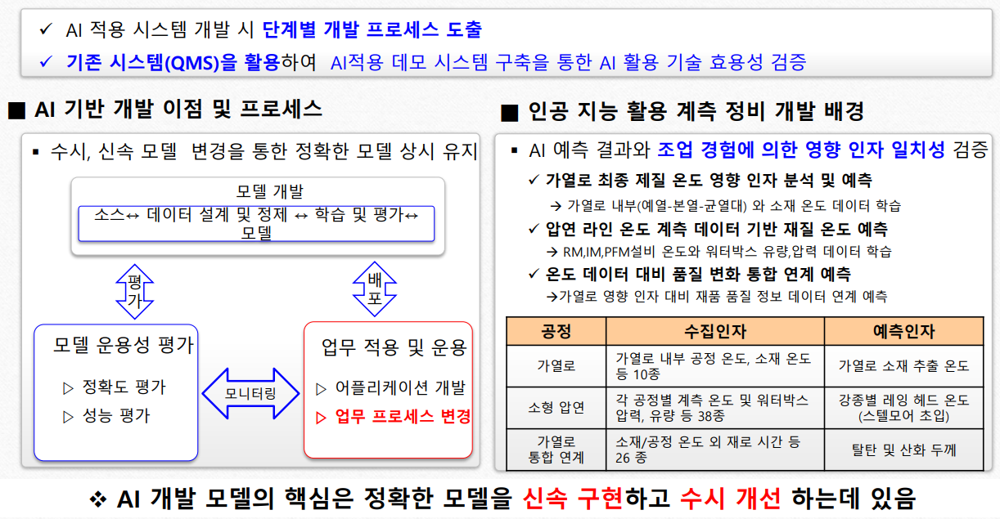 ✓ AI 적용 시스템 개발 시 단계별 개발 프로세스 도출
✓ 기존 시스템(QMS)을 활용하여 AI적용 데모 시스템 구축을 통한 AI 활용 기술 효용성 검증
■ AI 기반 개발 이점 및 프로세스
▪ 수시, 신속 모델 변경을 통한 정확한 모델 상시 유지
모델 개발
소스↔ 데이터 설계 및 정제 ↔ 학습 및 평가↔
모델
평
가
배
포
모델 운용성 평가
▷ 정확도 평가
▷ 성능 평가
모니터링
업무 적용 및 운용
▷ 어플리케이션 개발
▷ 업무 프로세스 변경
■ 인공 지능 활용 계측 정비 개발 배경
▪ AI 예측 결과와 조업 경험에 의한 영향 인자 일치성 검증
✓ 가열로 최종 제질 온도 영향 인자 분석 및 예측
→ 가열로 내부(예열-본열-균열대) 와 소재 온도 데이터 학습
✓ 압연 라인 온도 계측 데이터 기반 재질 온도 예측
→ RM,IM,PFM설비 온도와 워터박스 유량,압력 데이터 학습
✓ 온도 데이터 대비 품질 변화 통합 연계 예측
→가열로 영향 인자 대비 재품 품질 정보 데이터 연계 예측
공정 수집인자 예측인자
가열로
가열로 내부 공정 온도, 소재 온도
등 10종
가열로 소재 추출 온도
소형 압연
각 공정별 계측 온도 및 워터박스
압력, 유량 등 38종
강종별 레잉 헤드 온도
(스텔모어 초입)
가열로
통합 연계
소재/공정 온도 외 재로 시간 등
26 종
탈탄 및 산화 두께
❖ AI 개발 모델의 핵심은 정확한 모델을 신속 구현하고 수시 개선 하는데 있음